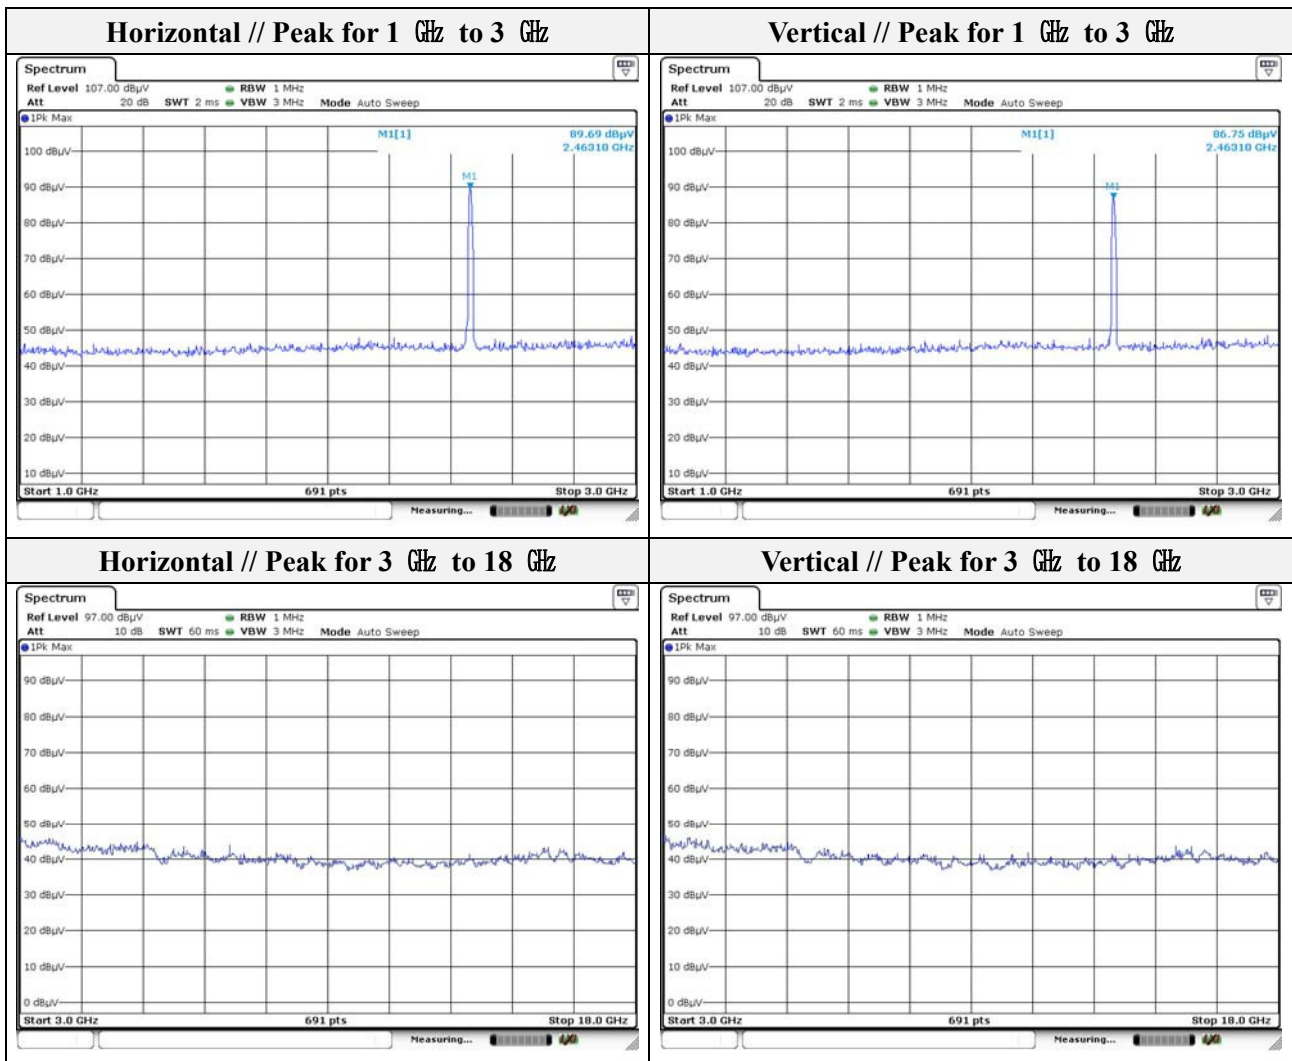 Horizontal // Peak for 1 ㎓ to 3 ㎓
Spectrum
Ref Level 107.00 dBµV RBW 1 MHz
Att 20 dB SWT 2 ms VBW 3 MHz Mode Auto Sweep
1Pk Max
M1[1] 89.69 dBµV
2.46310 GHz
M1
100 dBµV
90 dBµV
80 dBµV
70 dBµV
60 dBµV
50 dBµV
40 dBµV
30 dBµV
20 dBµV
10 dBµV
Start 1.0 GHz 691 pts Stop 3.0 GHz
Measuring...
Vertical // Peak for 1 ㎓ to 3 ㎓
Spectrum
Ref Level 107.00 dBµV RBW 1 MHz
Att 20 dB SWT 2 ms VBW 3 MHz Mode Auto Sweep
1Pk Max
M1[1] 86.75 dBµV
2.46310 GHz
M1
100 dBµV
90 dBµV
80 dBµV
70 dBµV
60 dBµV
50 dBµV
40 dBµV
30 dBµV
20 dBµV
10 dBµV
Start 1.0 GHz 691 pts Stop 3.0 GHz
Measuring...
Horizontal // Peak for 3 ㎓ to 18 ㎓
Spectrum
Ref Level 97.00 dBµV RBW 1 MHz
Att 10 dB SWT 60 ms VBW 3 MHz Mode Auto Sweep
1Pk Max
90 dBµV
80 dBµV
70 dBµV
60 dBµV
50 dBµV
40 dBµV
30 dBµV
20 dBµV
10 dBµV
0 dBµV
Start 3.0 GHz 691 pts Stop 18.0 GHz
Measuring...
Vertical // Peak for 3 ㎓ to 18 ㎓
Spectrum
Ref Level 97.00 dBµV RBW 1 MHz
Att 10 dB SWT 60 ms VBW 3 MHz Mode Auto Sweep
1Pk Max
90 dBµV
80 dBµV
70 dBµV
60 dBµV
50 dBµV
40 dBµV
30 dBµV
20 dBµV
10 dBµV
0 dBµV
Start 3.0 GHz 691 pts Stop 18.0 GHz
Measuring...